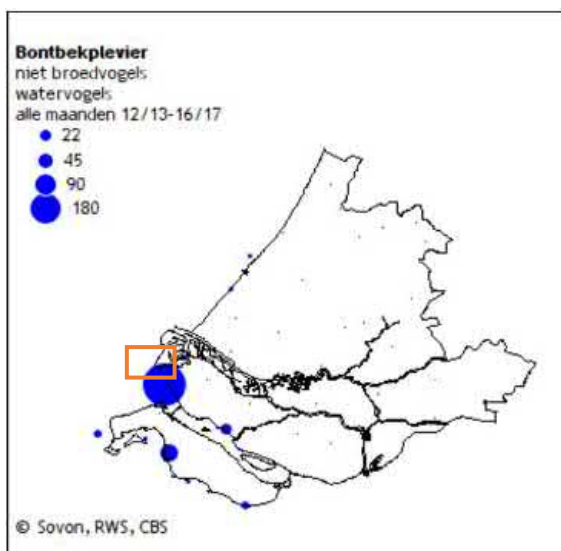 Bontbekplevier
niet broedvogels
watervogels
alle maanden 12/13-16/17
22
45
90
180
© Sovon, RWS, CBS